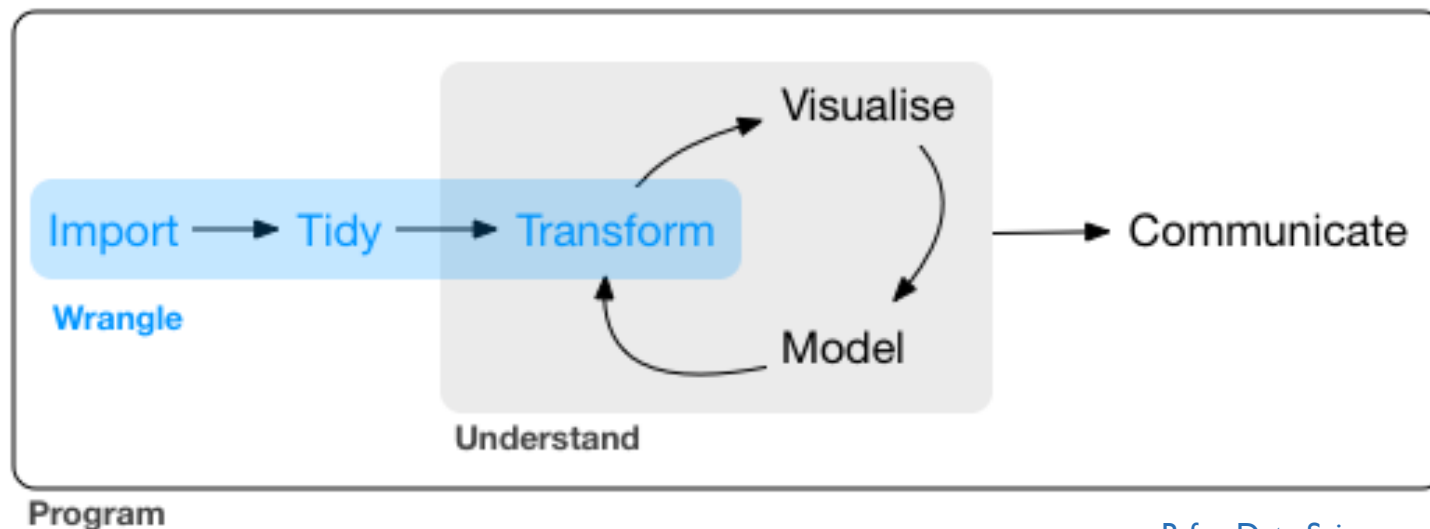 Visualise
Import Tidy Transform Communicate
Wrangle
Model
Understand
Program